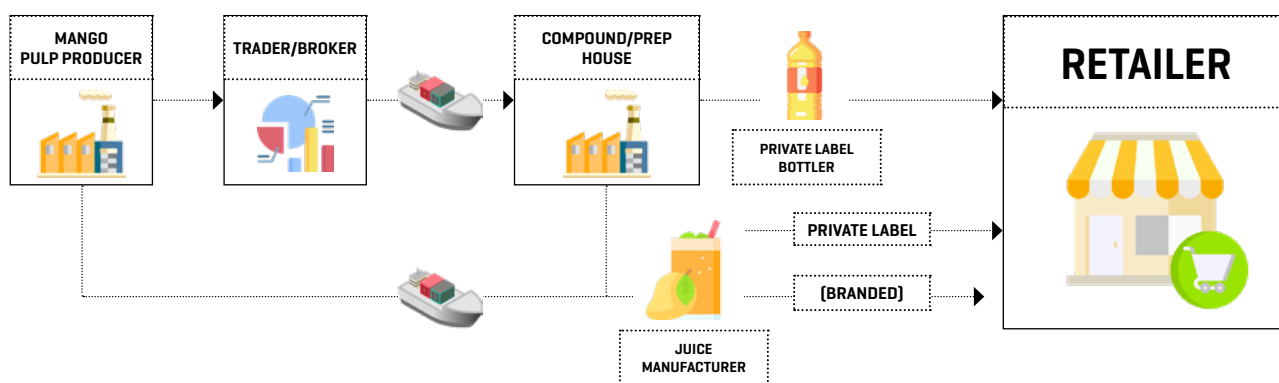 MANGO
PULP PRODUCER
TRADER/BROKER
COMPOUND/PREP
HOUSE
RETAILER
PRIVATE LABEL
BOTTLER
PRIVATE LABEL
(BRANDED)
JUICE
MANUFACTURER